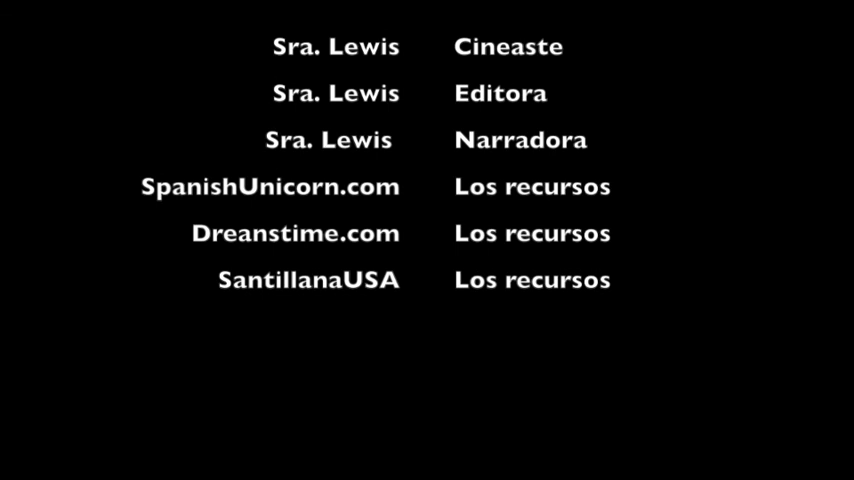 Sra. Lewis Cineaste
Sra. Lewis Editora
Sra. Lewis Narradora
SpanishUnicorn.com Los recursos
Dreanstime.com Los recursos
SantillanaUSA Los recursos